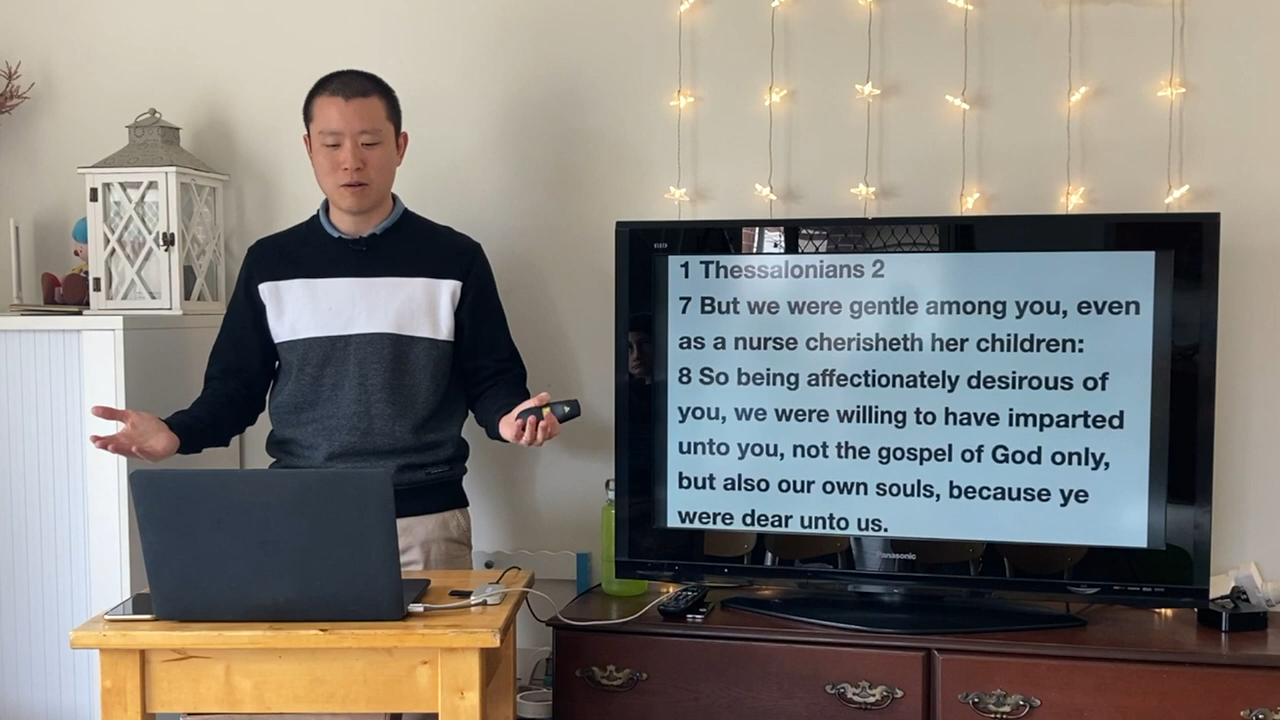 1 Thessalonians 2
7 But we were gentle among you, even
as a nurse cherisheth her children:
8 So being affectionately desirous of
you, we were willing to have imparted
unto you, not the gospel of God only,
but also our own souls, because ye
were dear unto us.
Panasonic